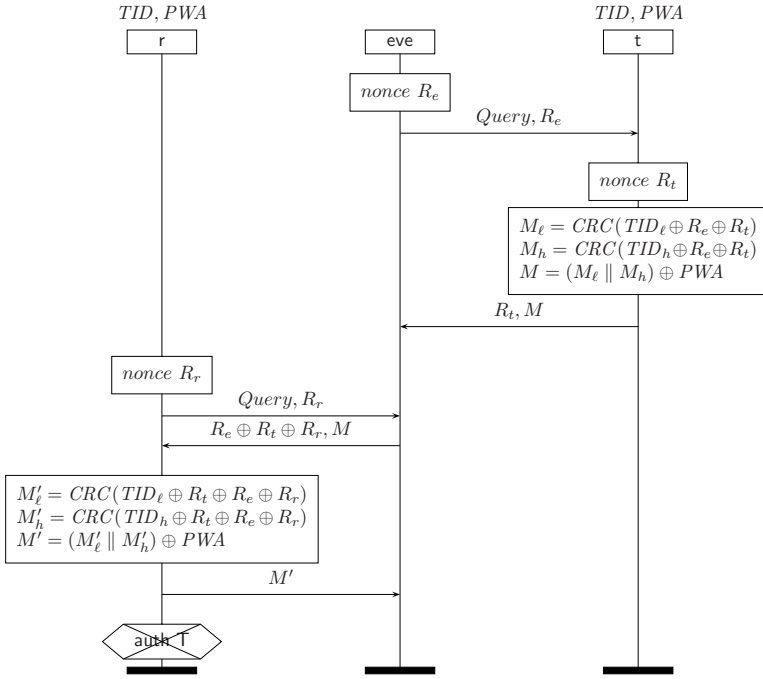 TID, PWA
TID, PWA
r
eve
t
nonce R_e
Query, R_e
nonce R_t
M_ℓ = CRC(TID_ℓ ⊕ R_e ⊕ R_t)
M_h = CRC(TID_h ⊕ R_e ⊕ R_t)
M = (M_ℓ ∥ M_h) ⊕ PWA
R_t, M
nonce R_r
Query, R_r
R_e ⊕ R_t ⊕ R_r, M
M'_ℓ = CRC(TID_ℓ ⊕ R_t ⊕ R_e ⊕ R_r)
M'_h = CRC(TID_h ⊕ R_t ⊕ R_e ⊕ R_r)
M' = (M'_ℓ ∥ M'_h) ⊕ PWA
M'
auth T